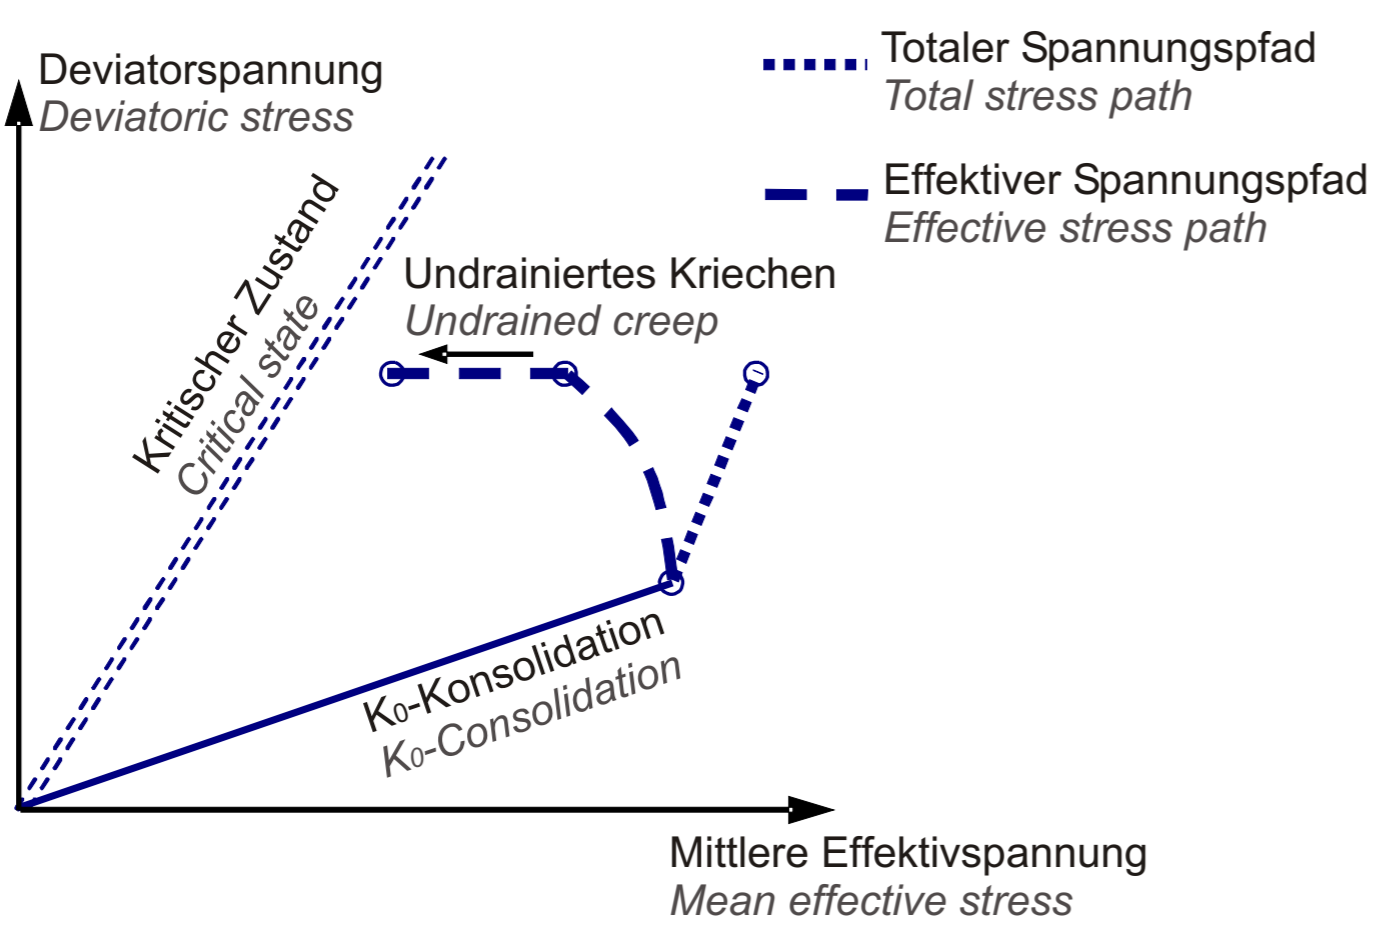 Deviatorspannung
Deviatoric stress
Totaler Spannungspfad
Total stress path
Effektiver Spannungspfad
Effective stress path
Kritischer Zustand
Critical state
Undrainiertes Kriechen
Undrained creep
K0-Konsolidation
K0-Consolidation
Mittlere Effektivspannung
Mean effective stress